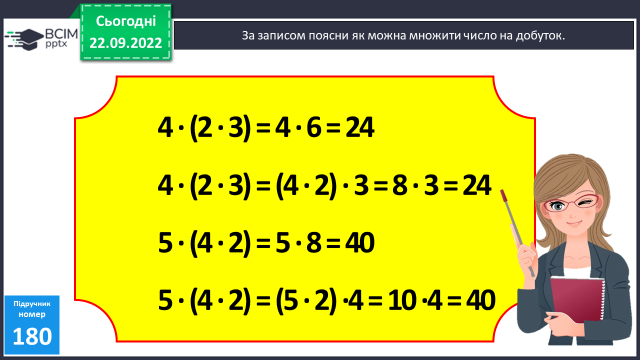 Сьогодні
22.09.2022
BCIM
pptx
За записом поясни як можна множити число на добуток.
4 · (2 · 3) = 4 · 6 = 24
4 · (2 · 3) = (4 · 2) · 3 = 8 · 3 = 24
5 · (4 · 2) = 5 · 8 = 40
5 · (4 · 2) = (5 · 2) ·4 = 10 ·4 = 40
Підручник
номер
180